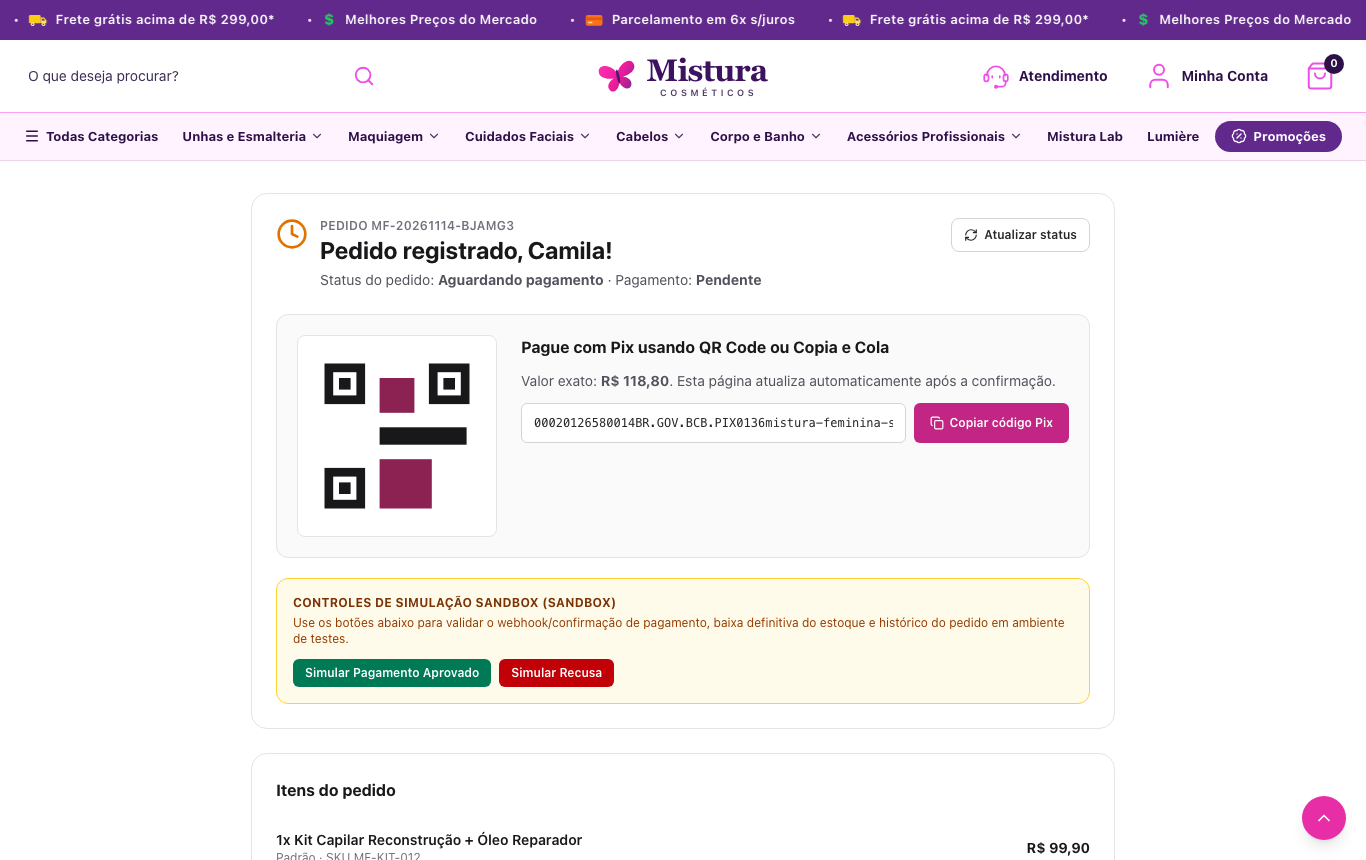 • Frete grátis acima de R$ 299,00* • Melhores Preços do Mercado • Parcelamento em 6x s/juros • Frete grátis acima de R$ 299,00* • Melhores Preços do Mercado
O que deseja procurar?
Mistura
COSMÉTICOS
Atendimento
Minha Conta
0
Todas Categorias
Unhas e Esmalteria
Maquiagem
Cuidados Faciais
Cabelos
Corpo e Banho
Acessórios Profissionais
Mistura Lab
Lumière
Promoções
PEDIDO MF-20261114-BJAMG3
Pedido registrado, Camila!
Status do pedido: Aguardando pagamento · Pagamento: Pendente
Atualizar status
Pague com Pix usando QR Code ou Copia e Cola
Valor exato: R$ 118,80. Esta página atualiza automaticamente após a confirmação.
00020126580014BR.GOV.BCB.PIX0136mistura-feminina-s
Copiar código Pix
CONTROLES DE SIMULAÇÃO SANDBOX (SANDBOX)
Use os botões abaixo para validar o webhook/confirmação de pagamento, baixa definitiva do estoque e histórico do pedido em ambiente
de testes.
Simular Pagamento Aprovado
Simular Recusa
Itens do pedido
1x Kit Capilar Reconstrução + Óleo Reparador
Padrão · SKU MF-KIT-012
R$ 99,90